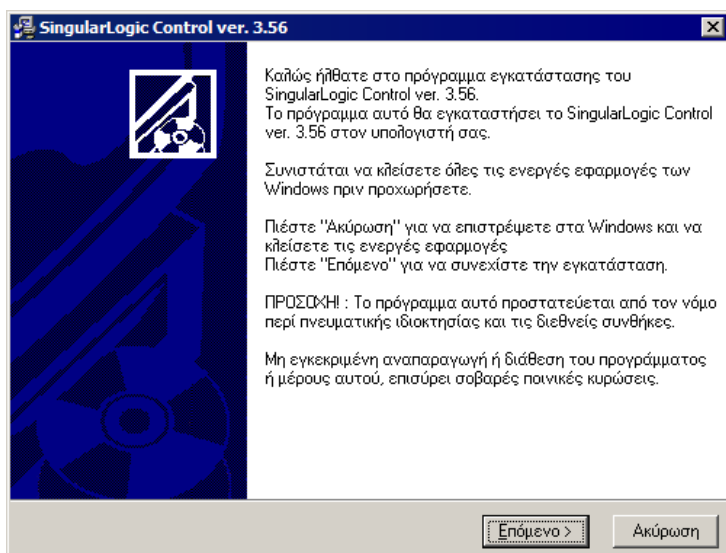 SingularLogic Control ver. 3.56
Καλώς ήλθατε στο πρόγραμμα εγκατάστασης του
SingularLogic Control ver. 3.56.
Το πρόγραμμα αυτό θα εγκαταστήσει το SingularLogic Control
ver. 3.56 στον υπολογιστή σας.
Συνιστάται να κλείσετε όλες τις ενεργές εφαρμογές των
Windows πριν προχωρήσετε.
Πιέστε "Ακύρωση" για να επιστρέψετε στα Windows και να
κλείσετε τις ενεργές εφαρμογές
Πιέστε "Επόμενο" για να συνεχίστε την εγκατάσταση.
ΠΡΟΣΟΧΗ! : Το πρόγραμμα αυτό προστατεύεται από τον νόμο
περί πνευματικής ιδιοκτησίας και τις διεθνείς συνθήκες.
Μη εγκεκριμένη αναπαραγωγή ή διάθεση του προγράμματος
ή μέρους αυτού, επισύρει σοβαρές ποινικές κυρώσεις.
Επόμενο >
Ακύρωση